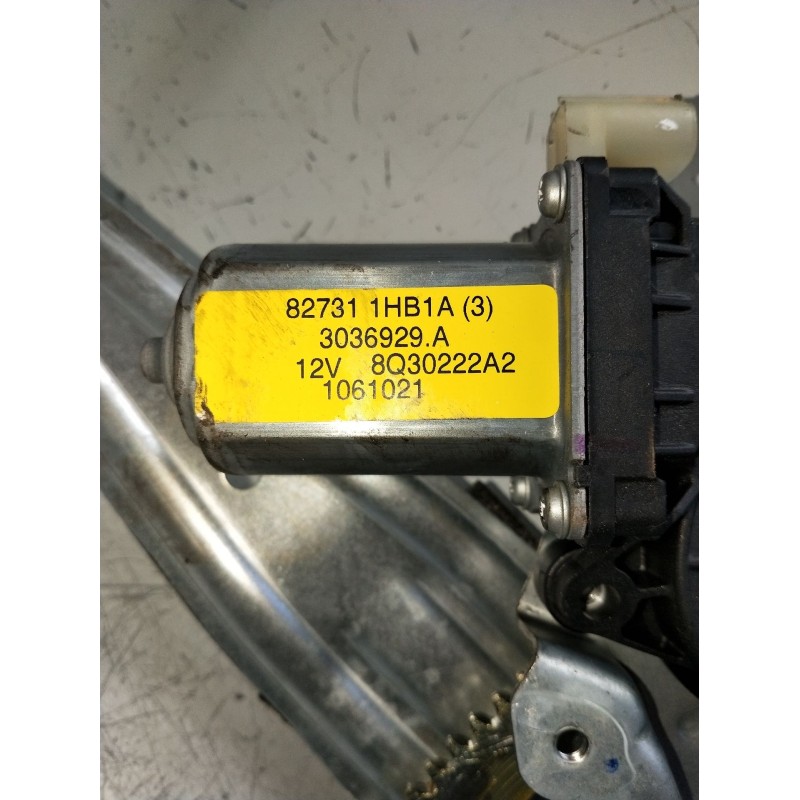 82731 1HB1A (3)
3036929.A
12V 8Q30222A2
1061021